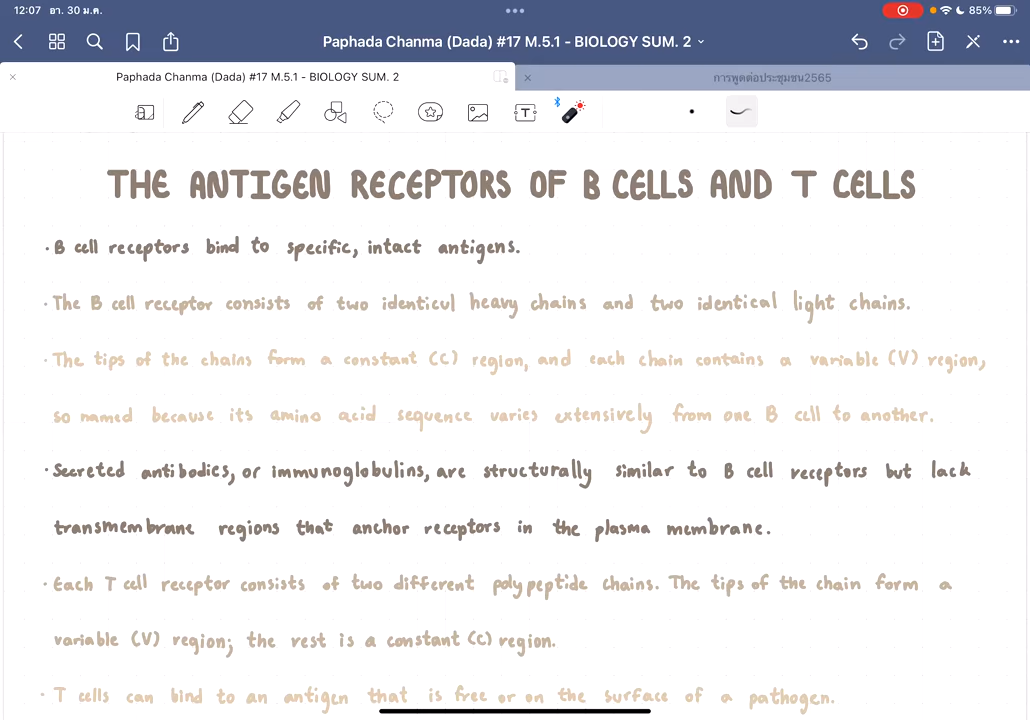 12:07 อา. 30 ม.ค.
85%
Paphada Chanma (Dada) #17 M.5.1 - BIOLOGY SUM. 2
Paphada Chanma (Dada) #17 M.5.1 - BIOLOGY SUM. 2
การพูดต่อประชุมชน2565
THE ANTIGEN RECEPTORS OF B CELLS AND T CELLS
· B cell receptors bind to specific, intact antigens.
· The B cell receptor consists of two identicul heavy chains and two identical light chains.
· The tips of the chains form a constant (C) region, and each chain contains a variable (V) region,
so named because its amino acid sequence varies extensively from one B cell to another.
· Secreted antibodies, or immunoglobulins, are structurally similar to B cell receptors but lack
transmembrane regions that anchor receptors in the plasma membrane.
· Each T cell receptor consists of two different polypeptide chains. The tips of the chain form a
variable (V) region; the rest is a constant (C) region.
· T cells can bind to an antigen that is free or on the surface of a pathogen.